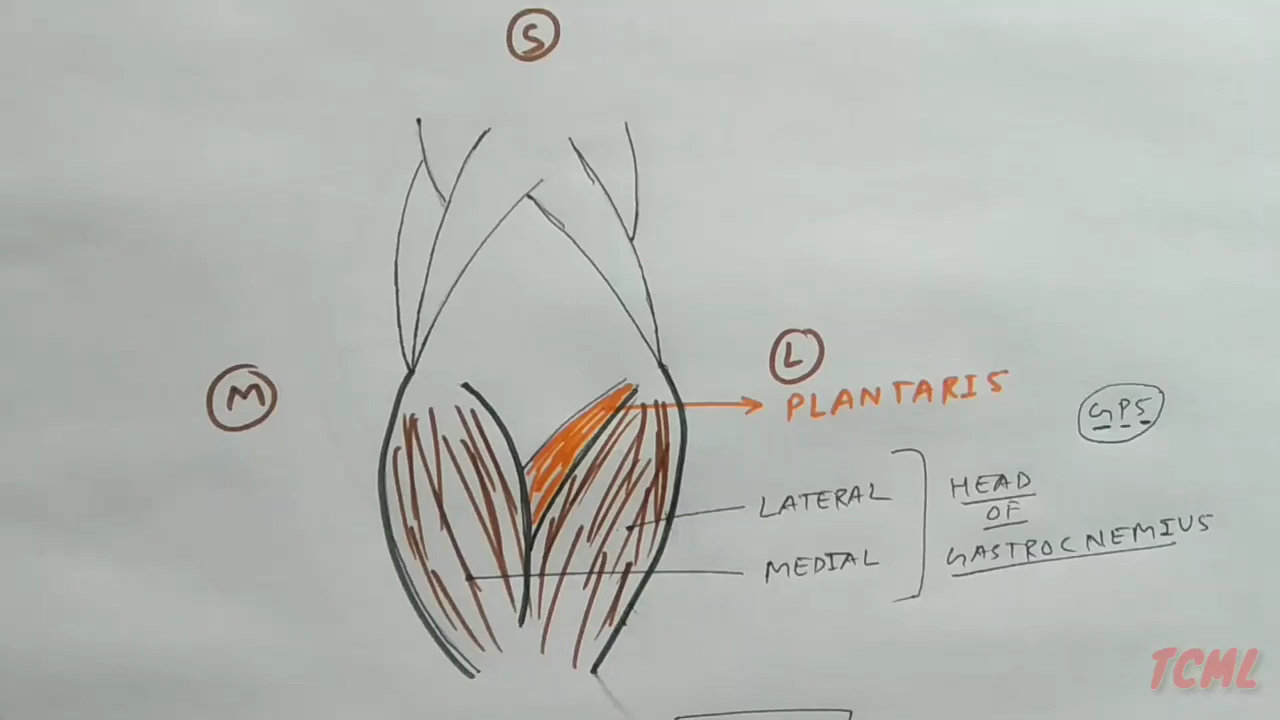 S
M
L
PLANTARIS
GPS
LATERAL
MEDIAL
HEAD
OF
GASTROCNEMIUS
TCML